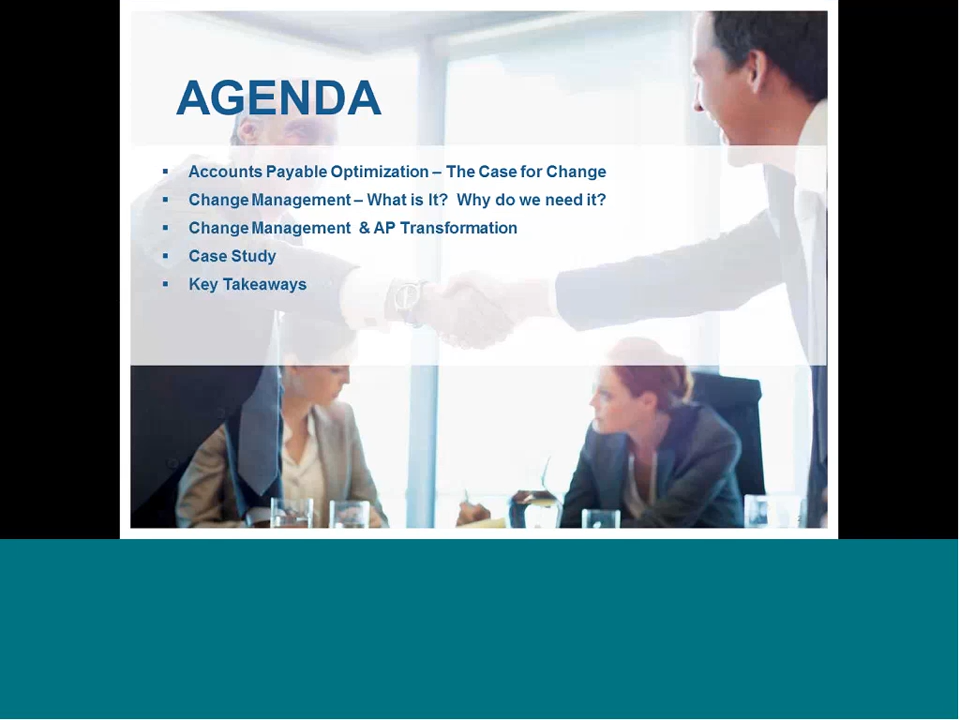 AGENDA
▪ Accounts Payable Optimization – The Case for Change
▪ Change Management – What is It?  Why do we need it?
▪ Change Management  & AP Transformation
▪ Case Study
▪ Key Takeaways
2